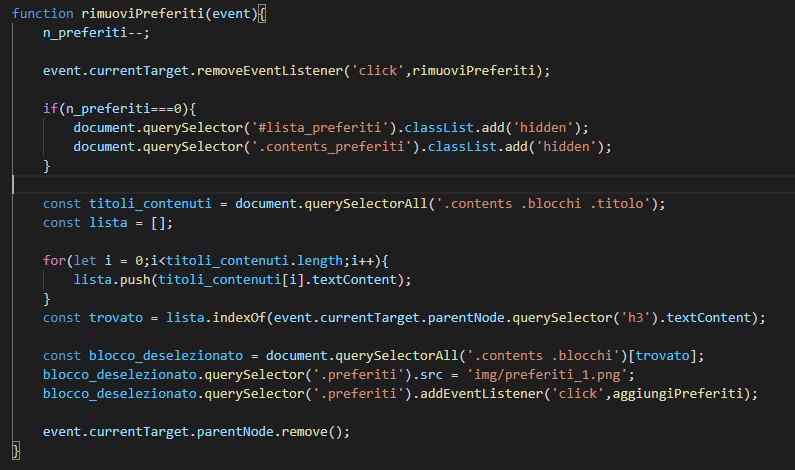 function rimuoviPreferiti(event){
n_preferiti--;
event.currentTarget.removeEventListener('click',rimuoviPreferiti);
if(n_preferiti===0){
document.querySelector('#lista_preferiti').classList.add('hidden');
document.querySelector('.contents_preferiti').classList.add('hidden');
}
const titoli_contenuti = document.querySelectorAll('.contents .blocchi .titolo');
const lista = [];
for(let i = 0;i<titoli_contenuti.length;i++){
lista.push(titoli_contenuti[i].textContent);
}
const trovato = lista.indexOf(event.currentTarget.parentNode.querySelector('h3').textContent);
const blocco_deselezionato = document.querySelectorAll('.contents .blocchi')[trovato];
blocco_deselezionato.querySelector('.preferiti').src = 'img/preferiti_1.png';
blocco_deselezionato.querySelector('.preferiti').addEventListener('click',aggiungiPreferiti);
event.currentTarget.parentNode.remove();
}